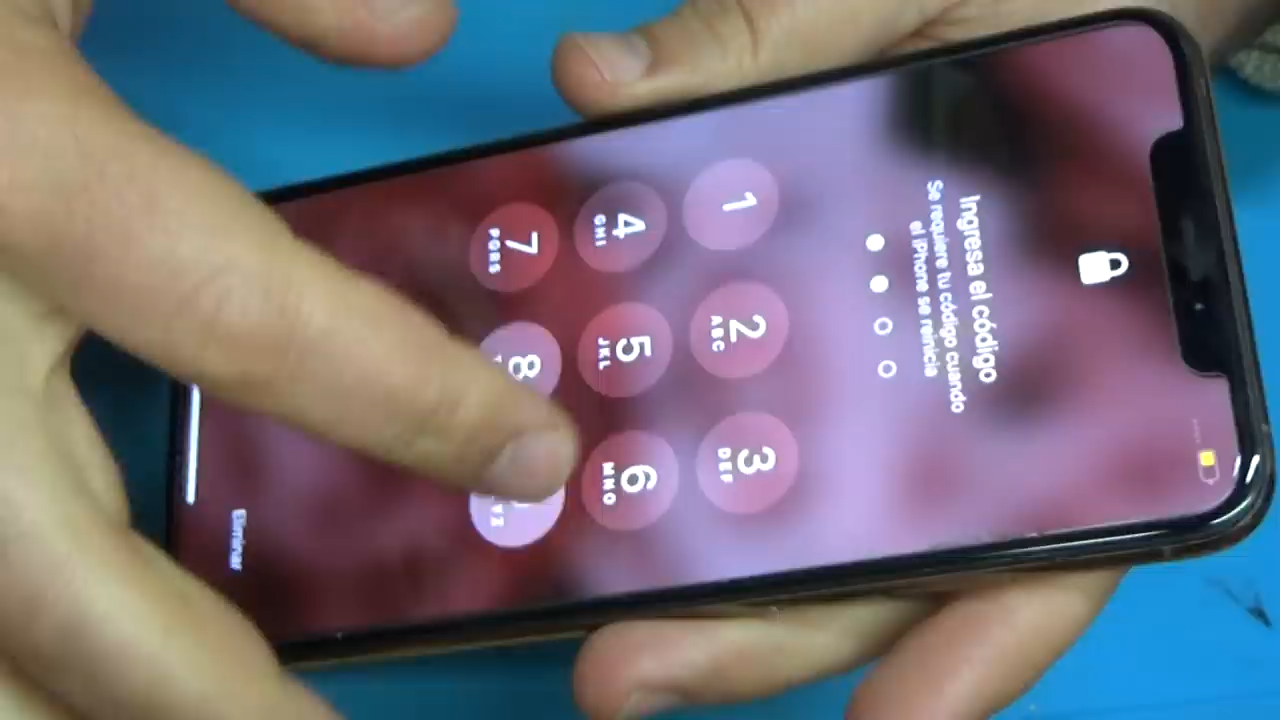 Ingresa el código
Se requiere tu código cuando
el iPhone se reinicia
1
2
ABC
3
DEF
4
GHI
5
JKL
6
MNO
7
PQRS
8
Eliminar